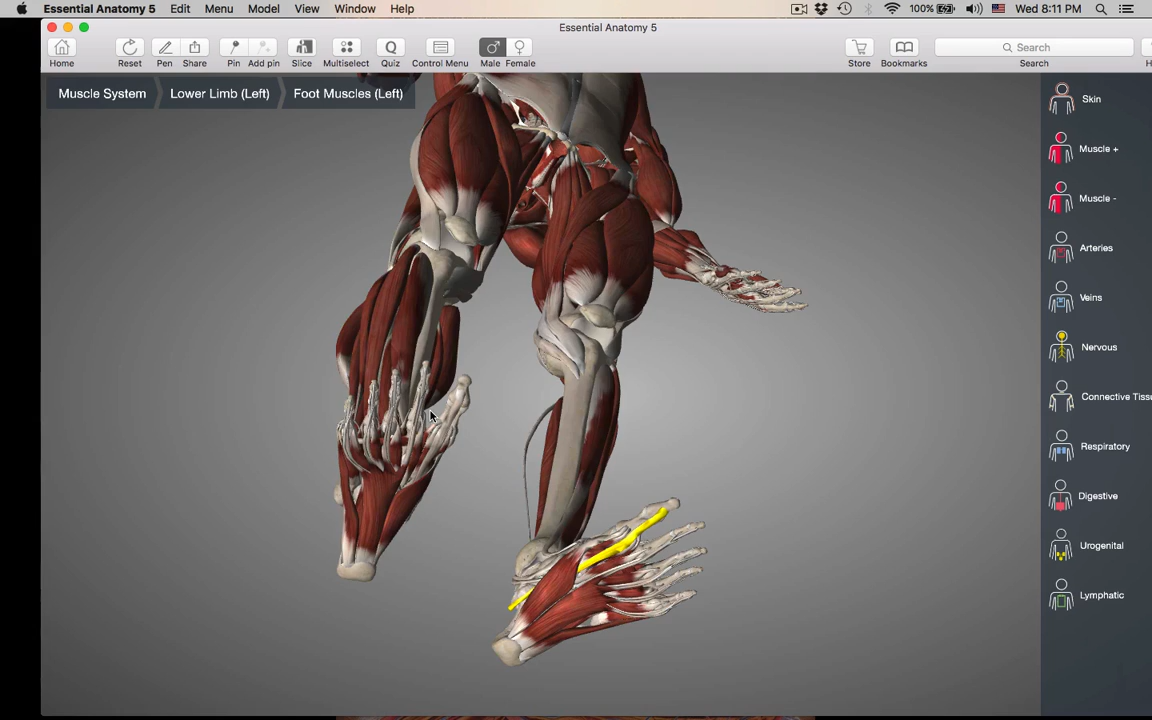 Essential Anatomy 5 Edit Menu Model View Window Help 100% Wed 8:11 PM
Essential Anatomy 5
Home Reset Pen Share Pin Add pin Slice Multiselect Quiz Control Menu Male Female Store Bookmarks Search
Search
Muscle System Lower Limb (Left) Foot Muscles (Left)
Skin
Muscle +
Muscle -
Arteries
Veins
Nervous
Connective Tiss
Respiratory
Digestive
Urogenital
Lymphatic